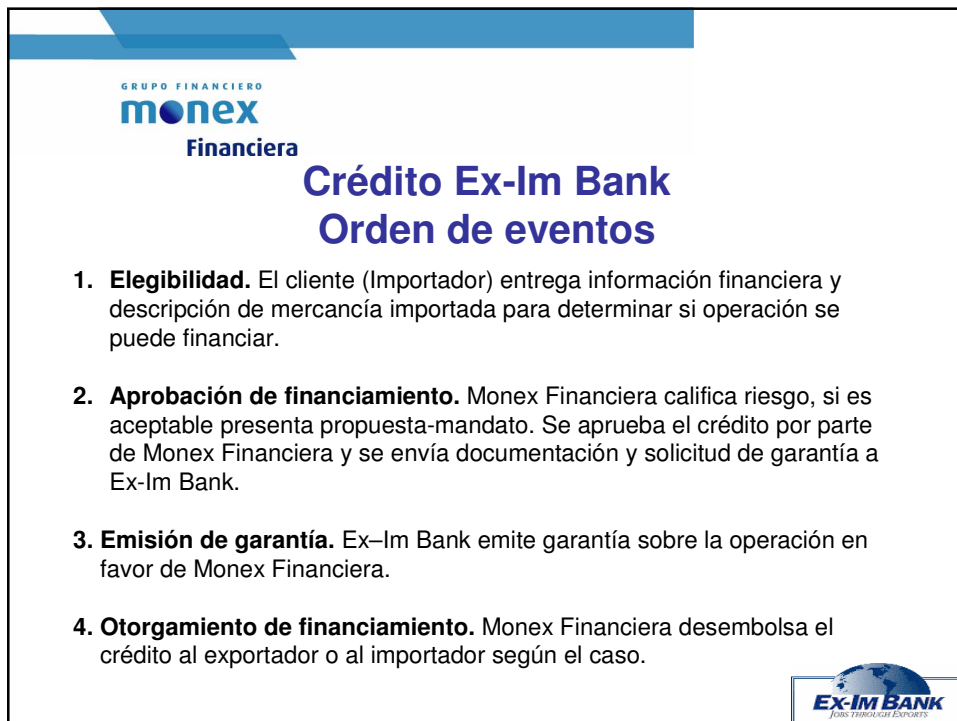 GRUPO FINANCIERO
monex
Financiera
Crédito Ex-Im Bank
Orden de eventos
1. Elegibilidad. El cliente (Importador) entrega información financiera y
descripción de mercancía importada para determinar si operación se
puede financiar.
2. Aprobación de financiamiento. Monex Financiera califica riesgo, si es
aceptable presenta propuesta-mandato. Se aprueba el crédito por parte
de Monex Financiera y se envía documentación y solicitud de garantía a
Ex-Im Bank.
3. Emisión de garantía. Ex–Im Bank emite garantía sobre la operación en
favor de Monex Financiera.
4. Otorgamiento de financiamiento. Monex Financiera desembolsa el
crédito al exportador o al importador según el caso.
EX-IM BANK
JOBS THROUGH EXPORTS